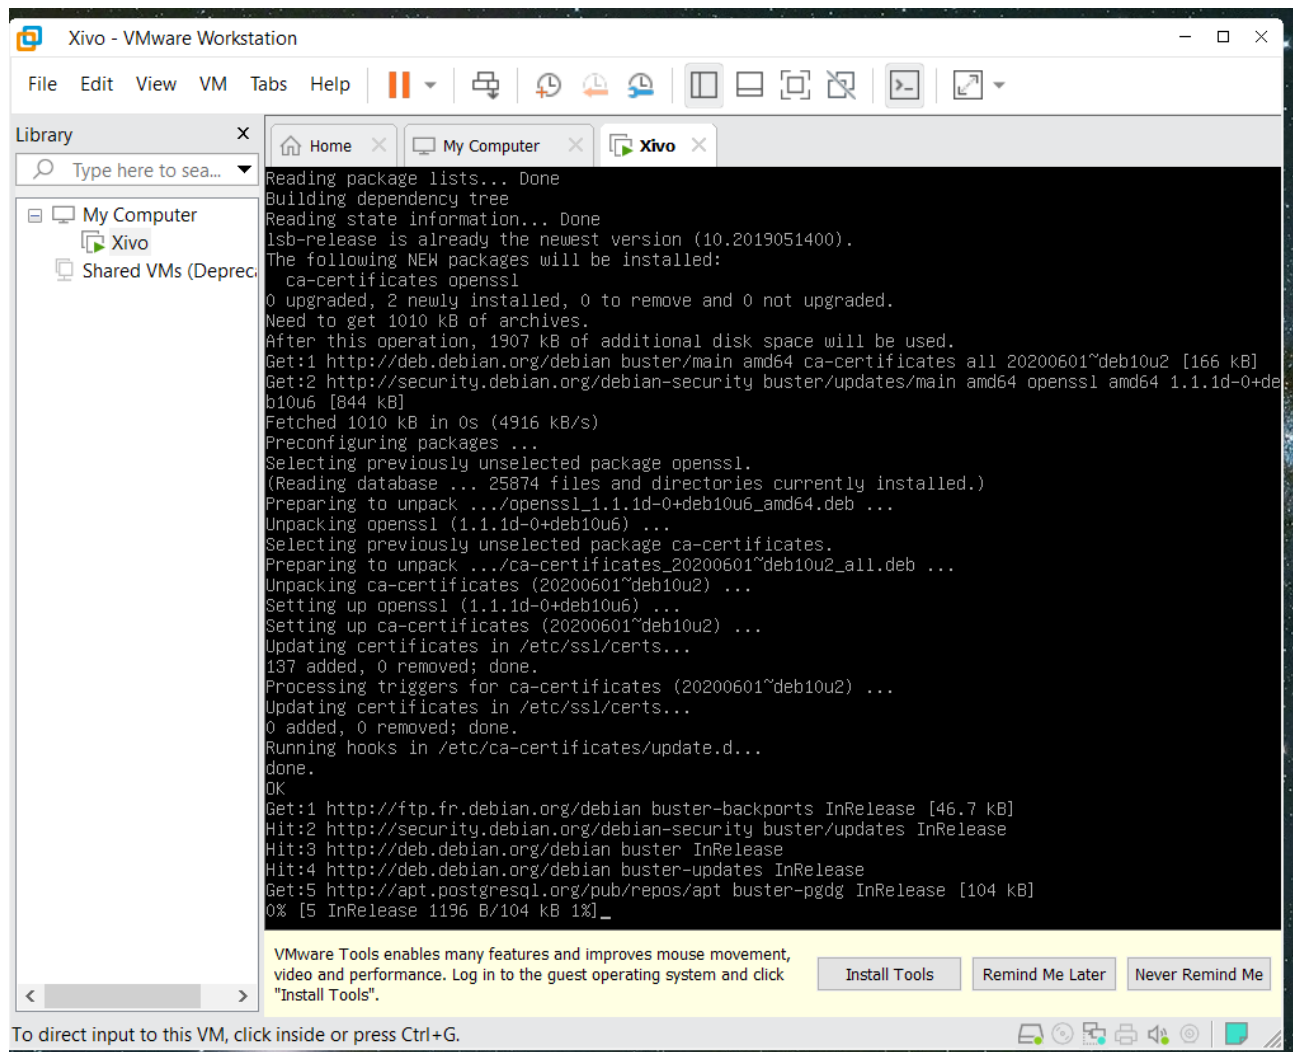 Xivo - VMware Workstation
File Edit View VM Tabs Help
Library
Type here to sea...
My Computer
Xivo
Shared VMs (Depreca
Home
My Computer
Xivo
Reading package lists... Done
Building dependency tree
Reading state information... Done
lsb-release is already the newest version (10.2019051400).
The following NEW packages will be installed:
ca-certificates openssl
0 upgraded, 2 newly installed, 0 to remove and 0 not upgraded.
Need to get 1010 kB of archives.
After this operation, 1907 kB of additional disk space will be used.
Get:1 http://deb.debian.org/debian buster/main amd64 ca-certificates all 20200601~deb10u2 [166 kB]
Get:2 http://security.debian.org/debian-security buster/updates/main amd64 openssl amd64 1.1.1d-0+de
b10u6 [844 kB]
Fetched 1010 kB in 0s (4916 kB/s)
Preconfiguring packages ...
Selecting previously unselected package openssl.
(Reading database ... 25874 files and directories currently installed.)
Preparing to unpack .../openssl_1.1.1d-0+deb10u6_amd64.deb ...
Unpacking openssl (1.1.1d-0+deb10u6) ...
Selecting previously unselected package ca-certificates.
Preparing to unpack .../ca-certificates_20200601~deb10u2_all.deb ...
Unpacking ca-certificates (20200601~deb10u2) ...
Setting up openssl (1.1.1d-0+deb10u6) ...
Setting up ca-certificates (20200601~deb10u2) ...
Updating certificates in /etc/ssl/certs...
137 added, 0 removed; done.
Processing triggers for ca-certificates (20200601~deb10u2) ...
Updating certificates in /etc/ssl/certs...
0 added, 0 removed; done.
Running hooks in /etc/ca-certificates/update.d...
done.
OK
Get:1 http://ftp.fr.debian.org/debian buster-backports InRelease [46.7 kB]
Hit:2 http://security.debian.org/debian-security buster/updates InRelease
Hit:3 http://deb.debian.org/debian buster InRelease
Hit:4 http://deb.debian.org/debian buster-updates InRelease
Get:5 http://apt.postgresql.org/pub/repos/apt buster-pgdg InRelease [104 kB]
0% [5 InRelease 1196 B/104 kB 1%]_
VMware Tools enables many features and improves mouse movement,
video and performance. Log in to the guest operating system and click
"Install Tools".
Install Tools
Remind Me Later
Never Remind Me
To direct input to this VM, click inside or press Ctrl+G.